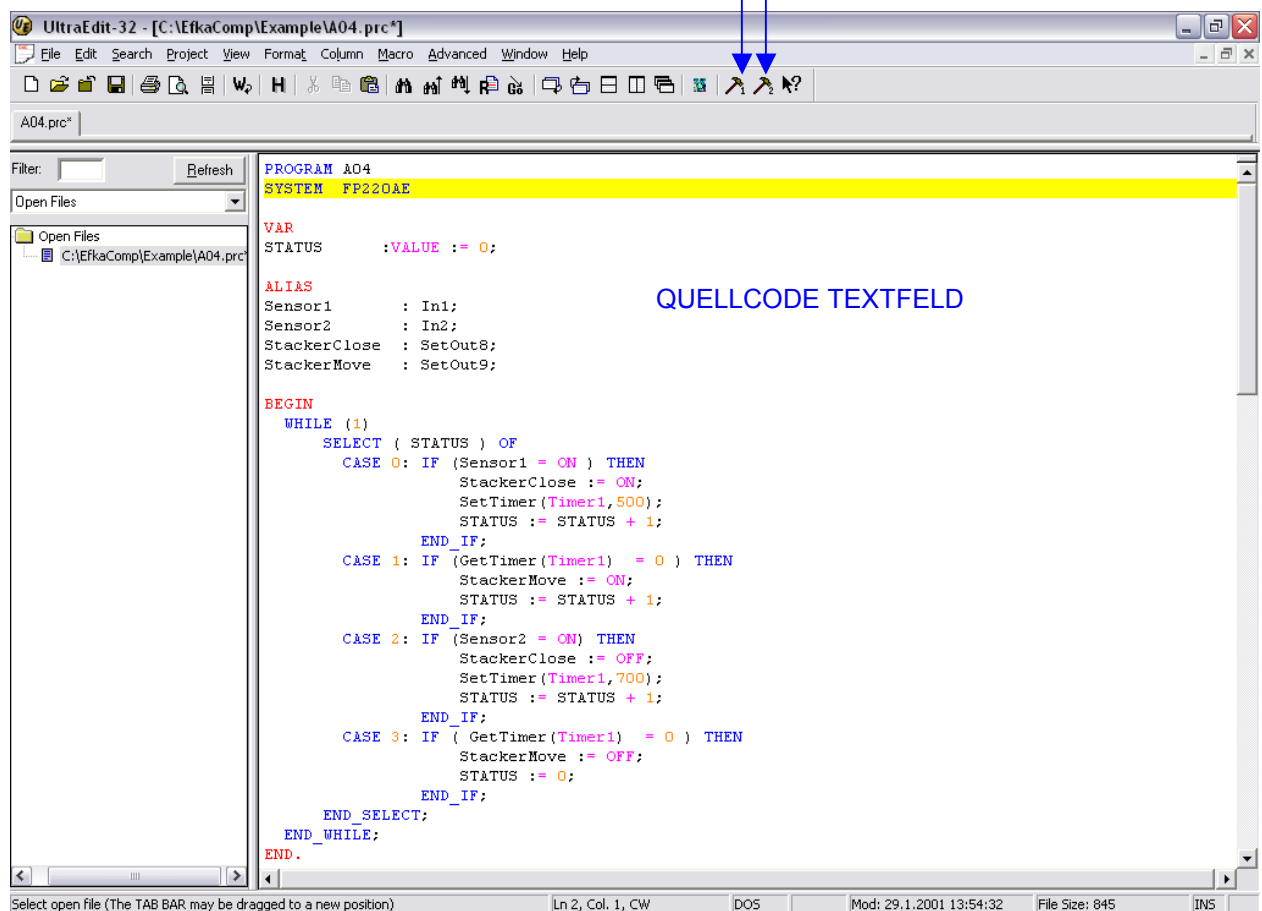 UltraEdit-32 - [C:\EfkaComp\Example\A04.prc*]
File Edit Search Project View Format Column Macro Advanced Window Help
A04.prc*
Filter: Refresh
Open Files
Open Files
C:\EfkaComp\Example\A04.prc*
PROGRAM A04
SYSTEM  FP220AE
VAR
STATUS      :VALUE := 0;
ALIAS
Sensor1       : In1;
Sensor2       : In2;
StackerClose  : SetOut8;
StackerMove   : SetOut9;
QUELLCODE TEXTFELD
BEGIN
  WHILE (1)
      SELECT ( STATUS ) OF
        CASE 0: IF (Sensor1 = ON ) THEN
                    StackerClose := ON;
                    SetTimer(Timer1,500);
                    STATUS := STATUS + 1;
                END_IF;
        CASE 1: IF (GetTimer(Timer1)  = 0 ) THEN
                    StackerMove := ON;
                    STATUS := STATUS + 1;
                END_IF;
        CASE 2: IF (Sensor2 = ON) THEN
                    StackerClose := OFF;
                    SetTimer(Timer1,700);
                    STATUS := STATUS + 1;
                END_IF;
        CASE 3: IF ( GetTimer(Timer1)  = 0 ) THEN
                    StackerMove := OFF;
                    STATUS := 0;
                END_IF;
      END_SELECT;
  END_WHILE;
END.
Select open file (The TAB BAR may be dragged to a new position) Ln 2, Col. 1, CW DOS Mod: 29.1.2001 13:54:32 File Size: 845 INS